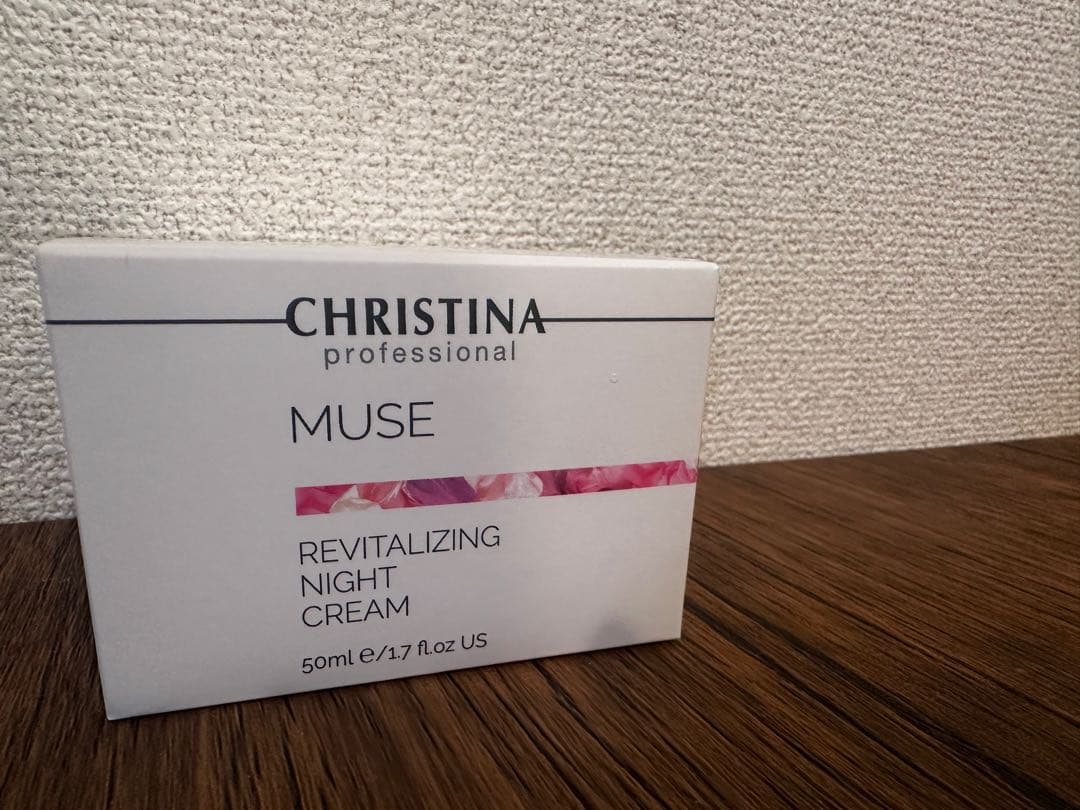 CHRISTINA
professional
MUSE
REVITALIZING
NIGHT
CREAM
50ml e/1.7 fl.oz US